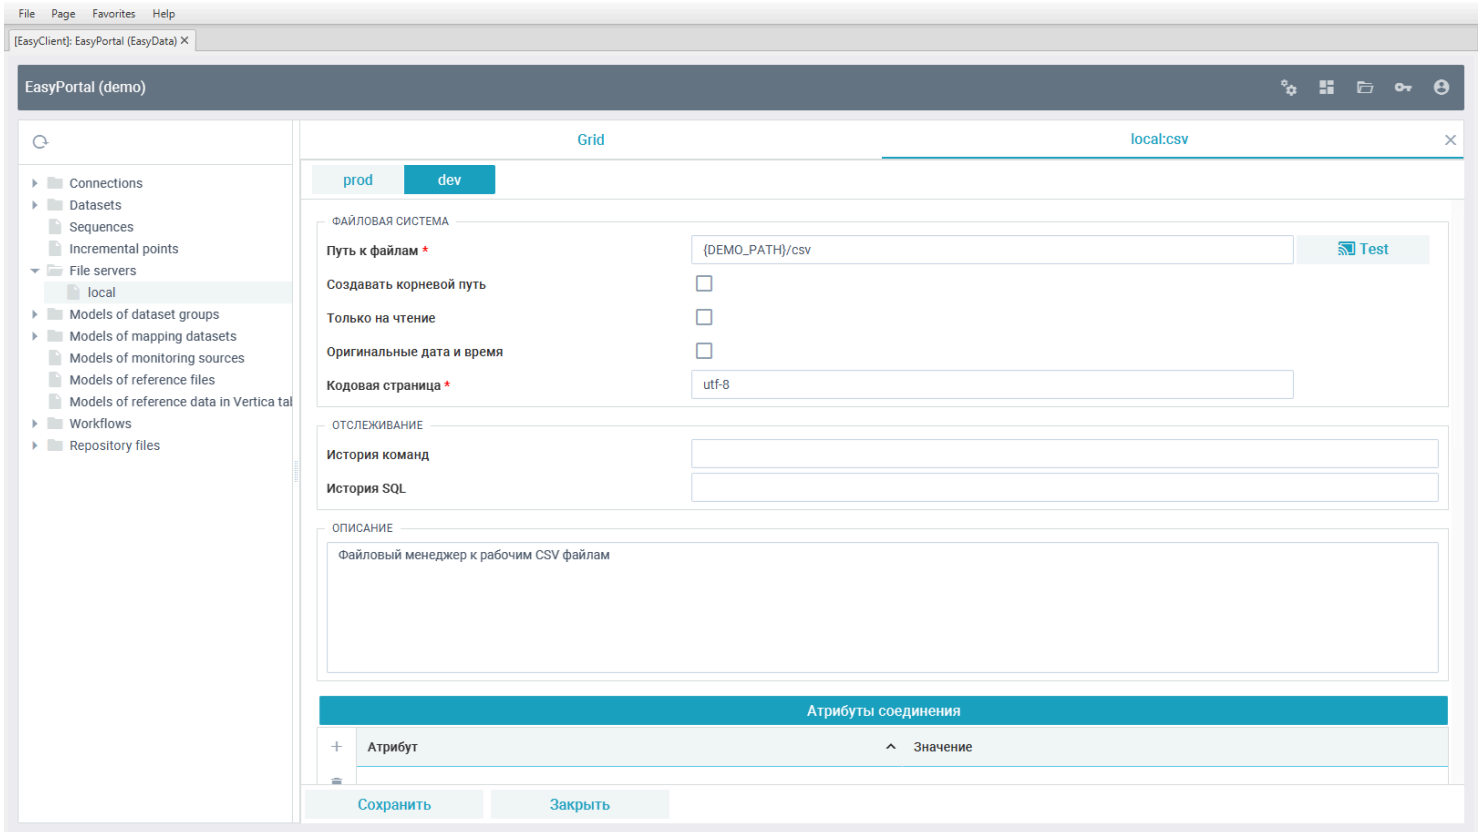 File Page Favorites Help
[EasyClient]: EasyPortal (EasyData)
EasyPortal (demo)
Grid
local:csv
Connections
Datasets
Sequences
Incremental points
File servers
local
Models of dataset groups
Models of mapping datasets
Models of monitoring sources
Models of reference files
Models of reference data in Vertica tal
Workflows
Repository files
prod dev
ФАЙЛОВАЯ СИСТЕМА
Путь к файлам * {DEMO_PATH}/csv Test
Создавать корневой путь
Только на чтение
Оригинальные дата и время
Кодовая страница * utf-8
ОТСЛЕЖИВАНИЕ
История команд
История SQL
ОПИСАНИЕ
Файловый менеджер к рабочим CSV файлам
Атрибуты соединения
Атрибут Значение
Сохранить Закрыть